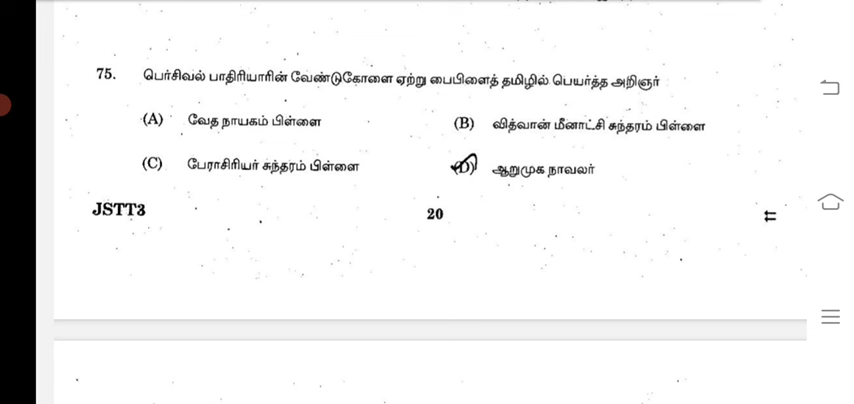 75. பெர்சிவல் பாதிரியாரின் வேண்டுகோளை ஏற்று பைபிளைத் தமிழில் பெயர்த்த அறிஞர்
(A) வேத நாயகம் பிள்ளை (B) வித்வான் மீனாட்சி சுந்தரம் பிள்ளை
(C) பேராசிரியர் சுந்தரம் பிள்ளை (D) ஆறுமுக நாவலர்
JSTT3 20